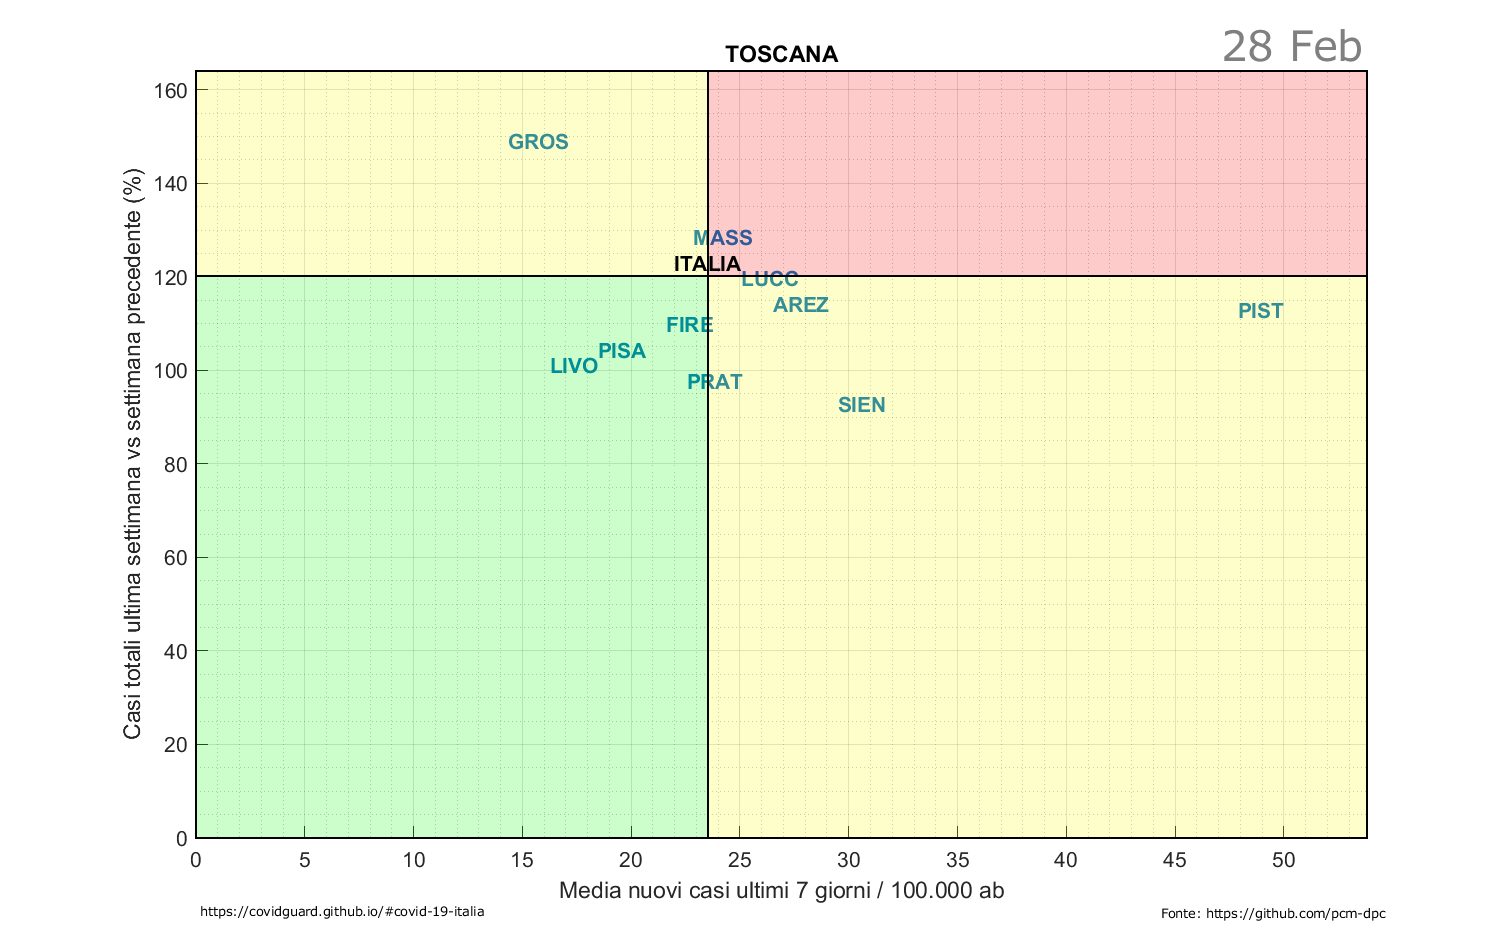 28 Feb
TOSCANA
160
GROS
140
MASS
ITALIA
120
LUCC
AREZ
PIST
FIRE
PISA
100
LIVO
PRAT
SIEN
80
60
40
20
0
Casi totali ultima settimana vs settimana precedente (%)
0 5 10 15 20 25 30 35 40 45 50
Media nuovi casi ultimi 7 giorni / 100.000 ab
https://covidguard.github.io/#covid-19-italia
Fonte: https://github.com/pcm-dpc